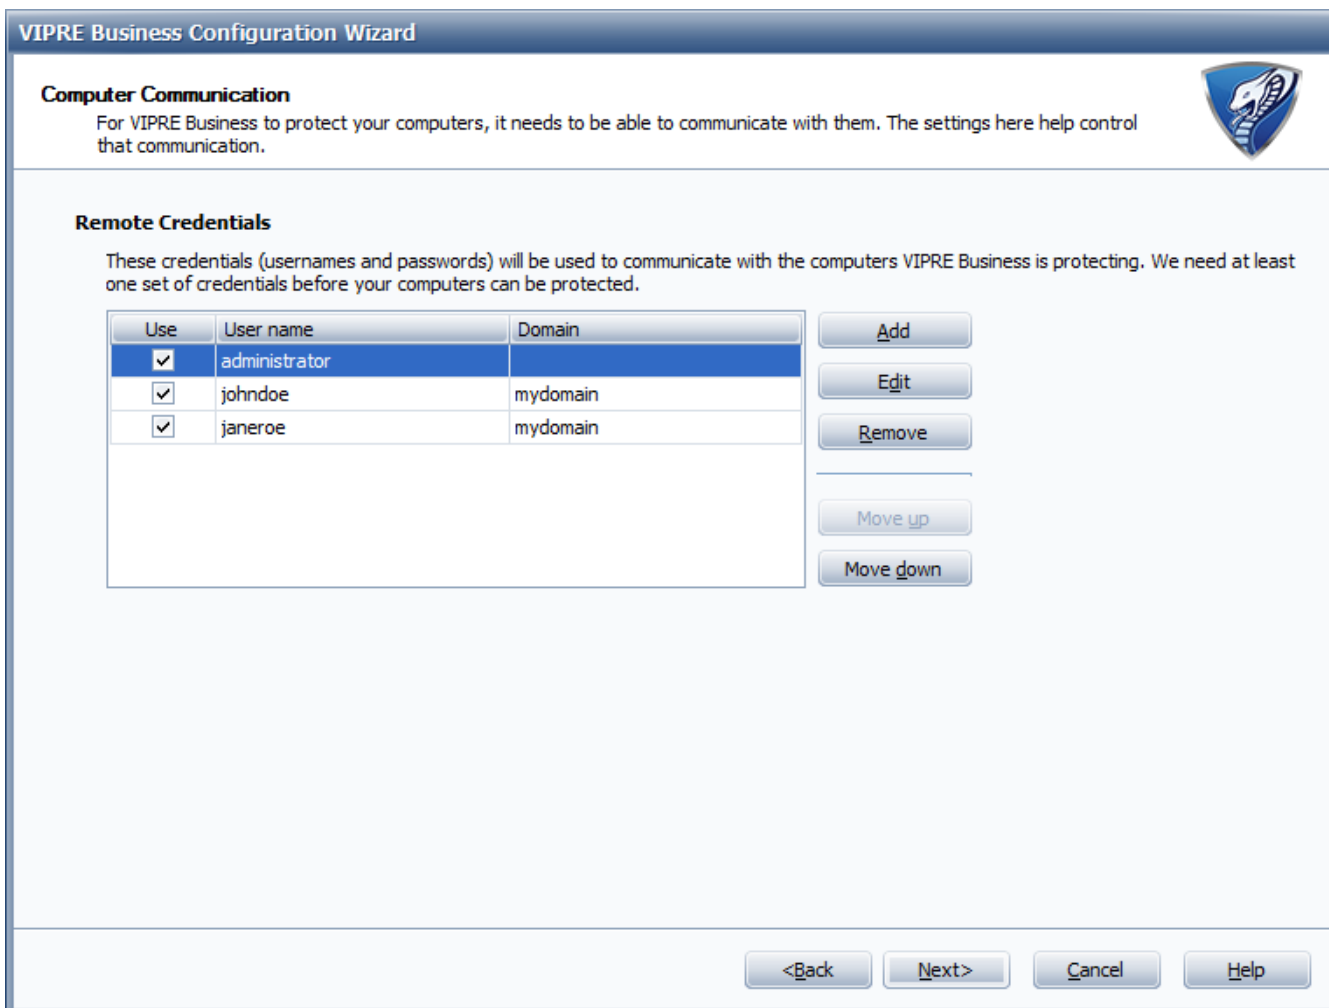 VIPRE Business Configuration Wizard
Computer Communication
For VIPRE Business to protect your computers, it needs to be able to communicate with them. The settings here help control
that communication.
Remote Credentials
These credentials (usernames and passwords) will be used to communicate with the computers VIPRE Business is protecting. We need at least
one set of credentials before your computers can be protected.
Use User name Domain
administrator
johndoe mydomain
janeroe mydomain
Add
Edit
Remove
Move up
Move down
<Back Next> Cancel Help